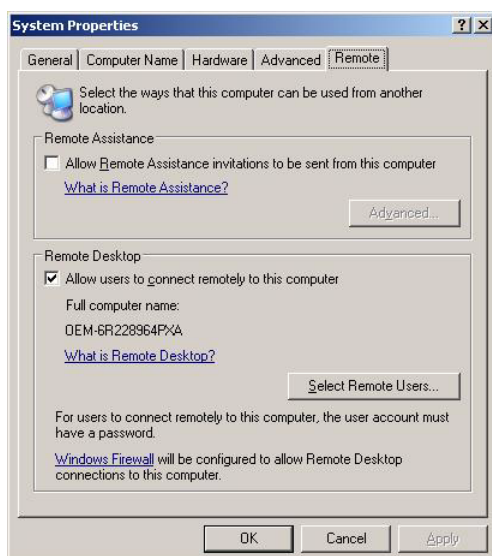 System Properties
General Computer Name Hardware Advanced Remote
Select the ways that this computer can be used from another
location.
Remote Assistance
Allow Remote Assistance invitations to be sent from this computer
What is Remote Assistance?
Advanced...
Remote Desktop
Allow users to connect remotely to this computer
Full computer name:
OEM-6R228964PXA
What is Remote Desktop?
Select Remote Users...
For users to connect remotely to this computer, the user account must
have a password.
Windows Firewall will be configured to allow Remote Desktop
connections to this computer.
OK Cancel Apply